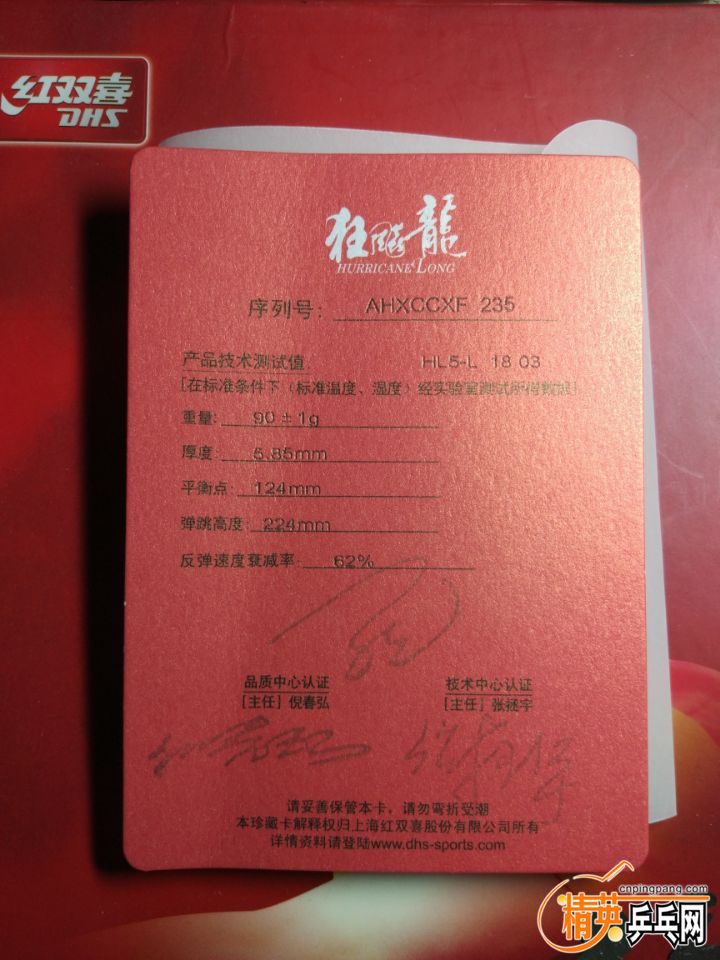 红双喜
DHS
狂飚龍
HURRICANE LONG
序列号: AHXCCXF 235
产品技术测试值: HL5-L 18 03
[在标准条件下(标准温度、湿度)经实验室测试所得数据]
重量: 90±1g
厚度: 5.85mm
平衡点: 124mm
弹跳高度: 224mm
反弹速度衰减率: 62%
品质中心认证 技术中心认证
[主任] 倪春弘 [主任] 张柽宇
请妥善保管本卡, 请勿弯折受潮
本珍藏卡解释权归上海红双喜股份有限公司所有
详情资料请登陆www.dhs-sports.com
cnpingpang.com
精英乒乓网